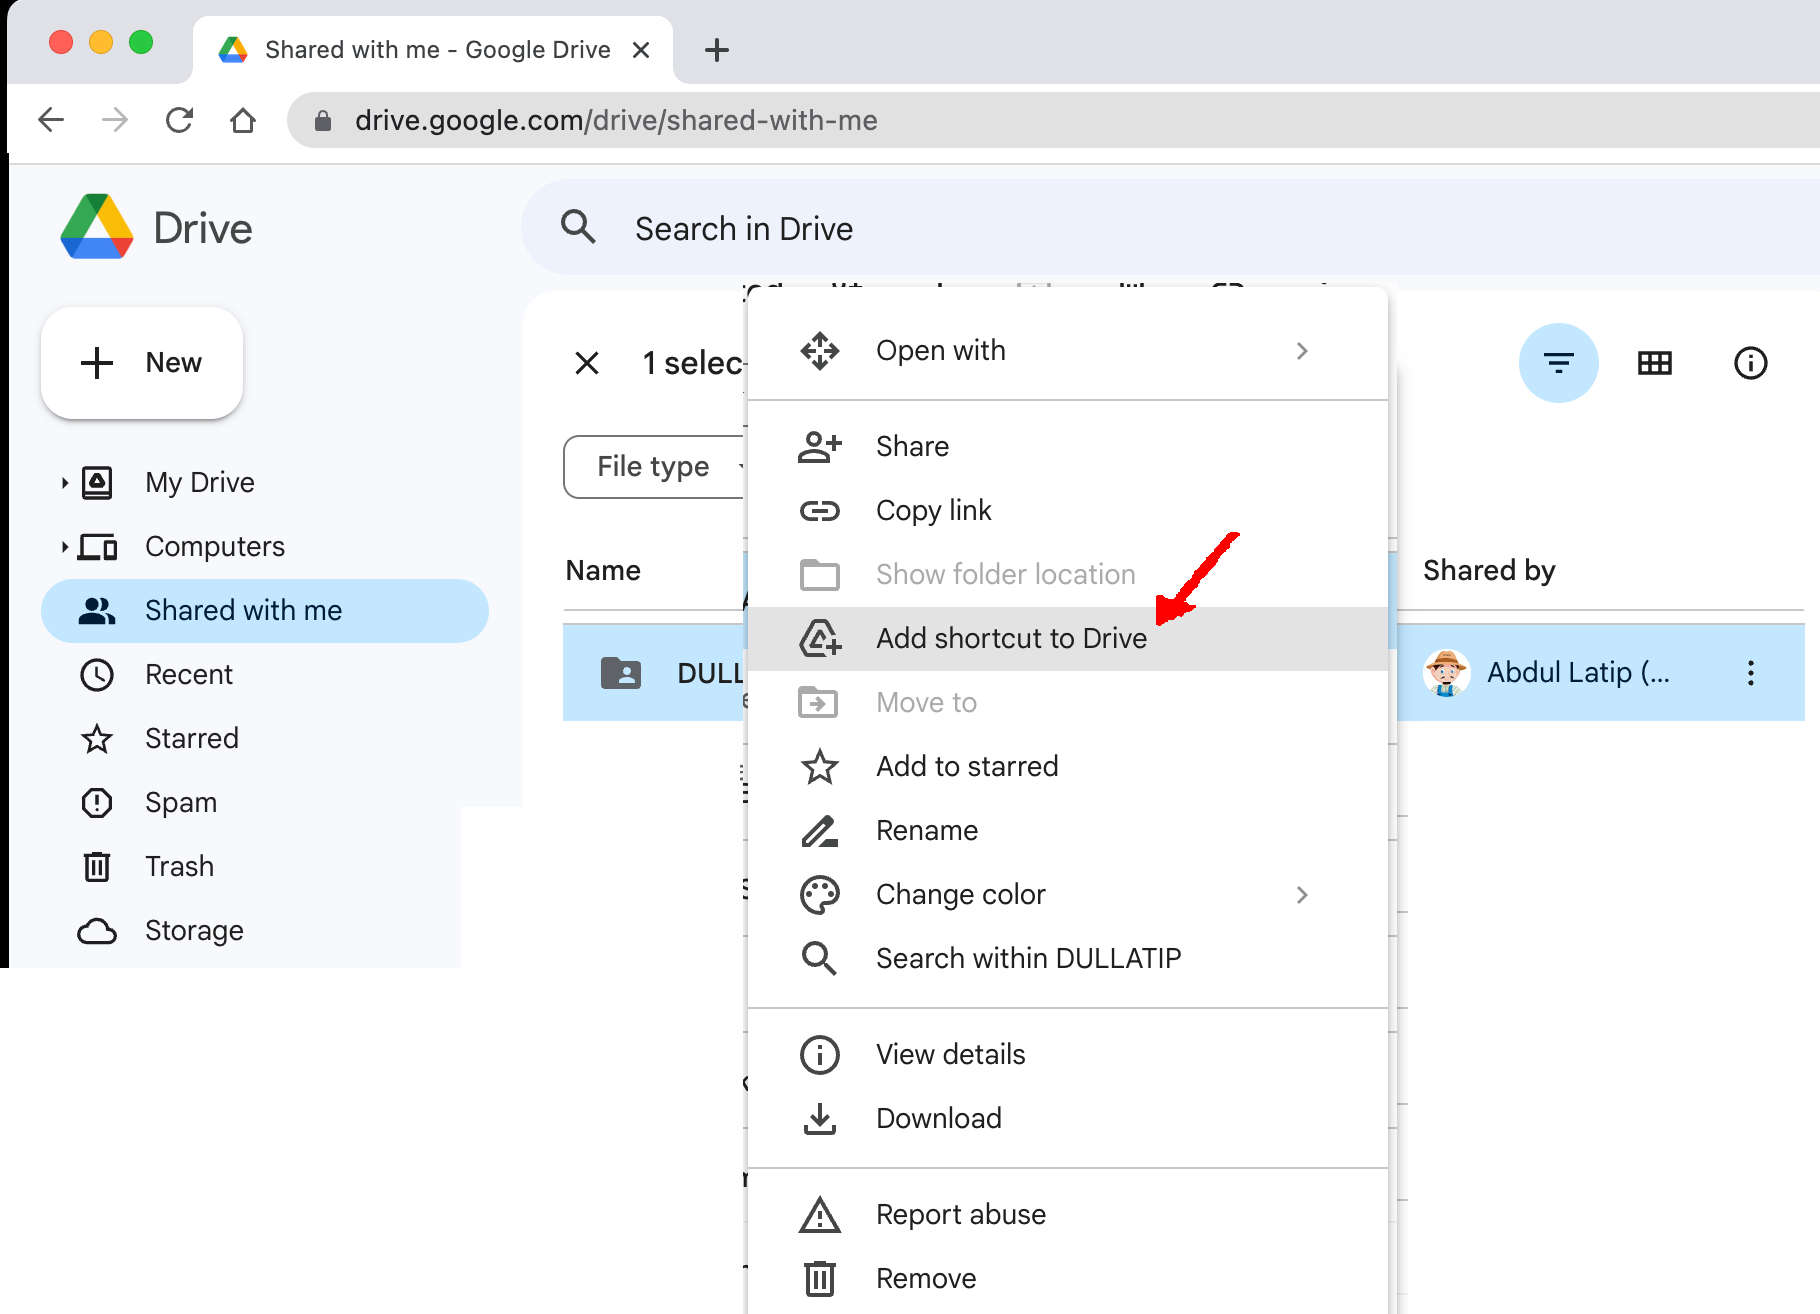 Shared with me - Google Drive
drive.google.com/drive/shared-with-me
Drive
Search in Drive
New
1 selec
File type
My Drive
Computers
Shared with me
Recent
Starred
Spam
Trash
Storage
Name
Shared by
DULL
Abdul Latip (...
Open with
Share
Copy link
Show folder location
Add shortcut to Drive
Move to
Add to starred
Rename
Change color
Search within DULLATIP
View details
Download
Report abuse
Remove